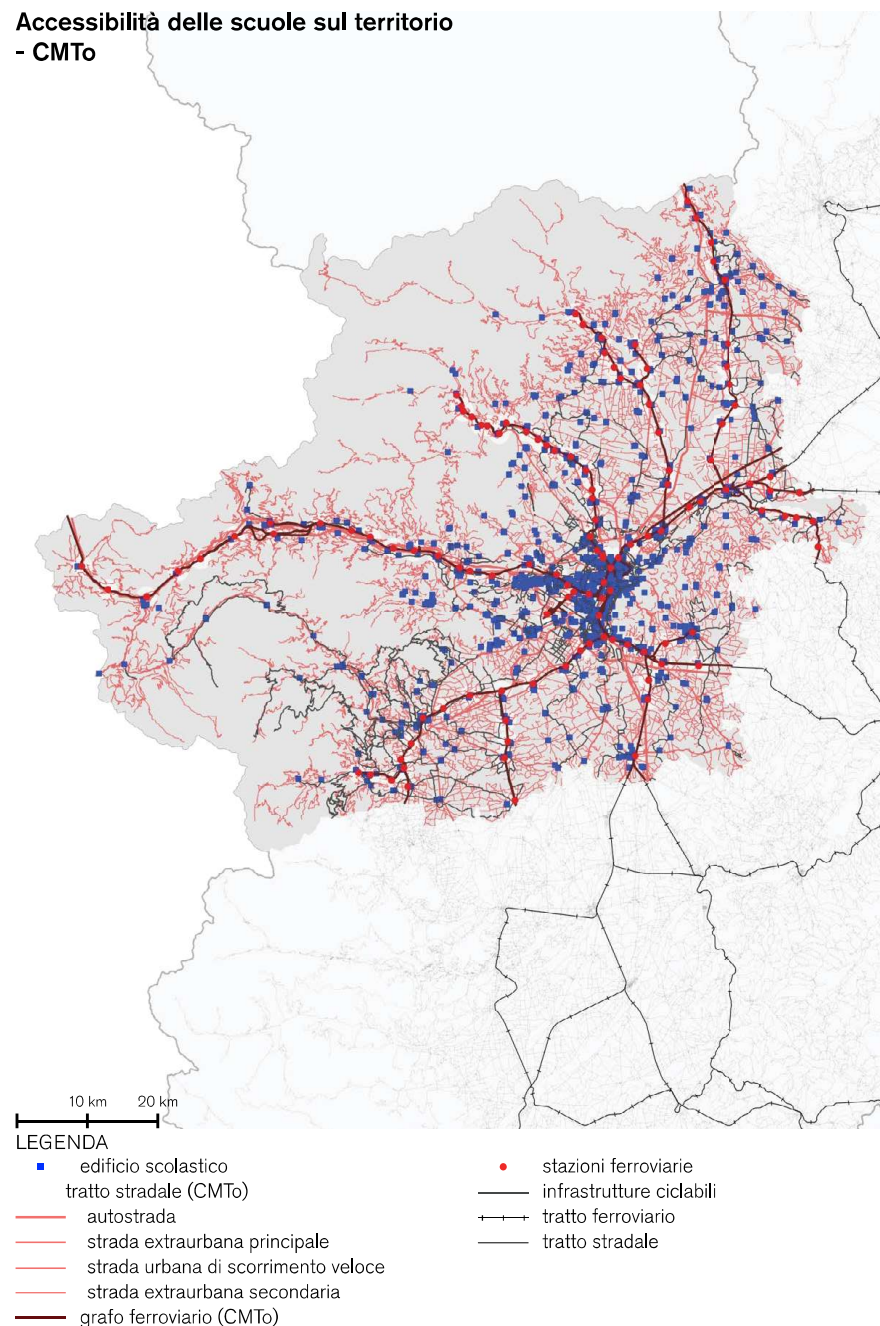 Accessibilità delle scuole sul territorio
- CMTo
10 km
20 km
LEGENDA
edificio scolastico
tratto stradale (CMTo)
autostrada
strada extraurbana principale
strada urbana di scorrimento veloce
strada extraurbana secondaria
grafo ferroviario (CMTo)
stazioni ferroviarie
infrastrutture ciclabili
tratto ferroviario
tratto stradale